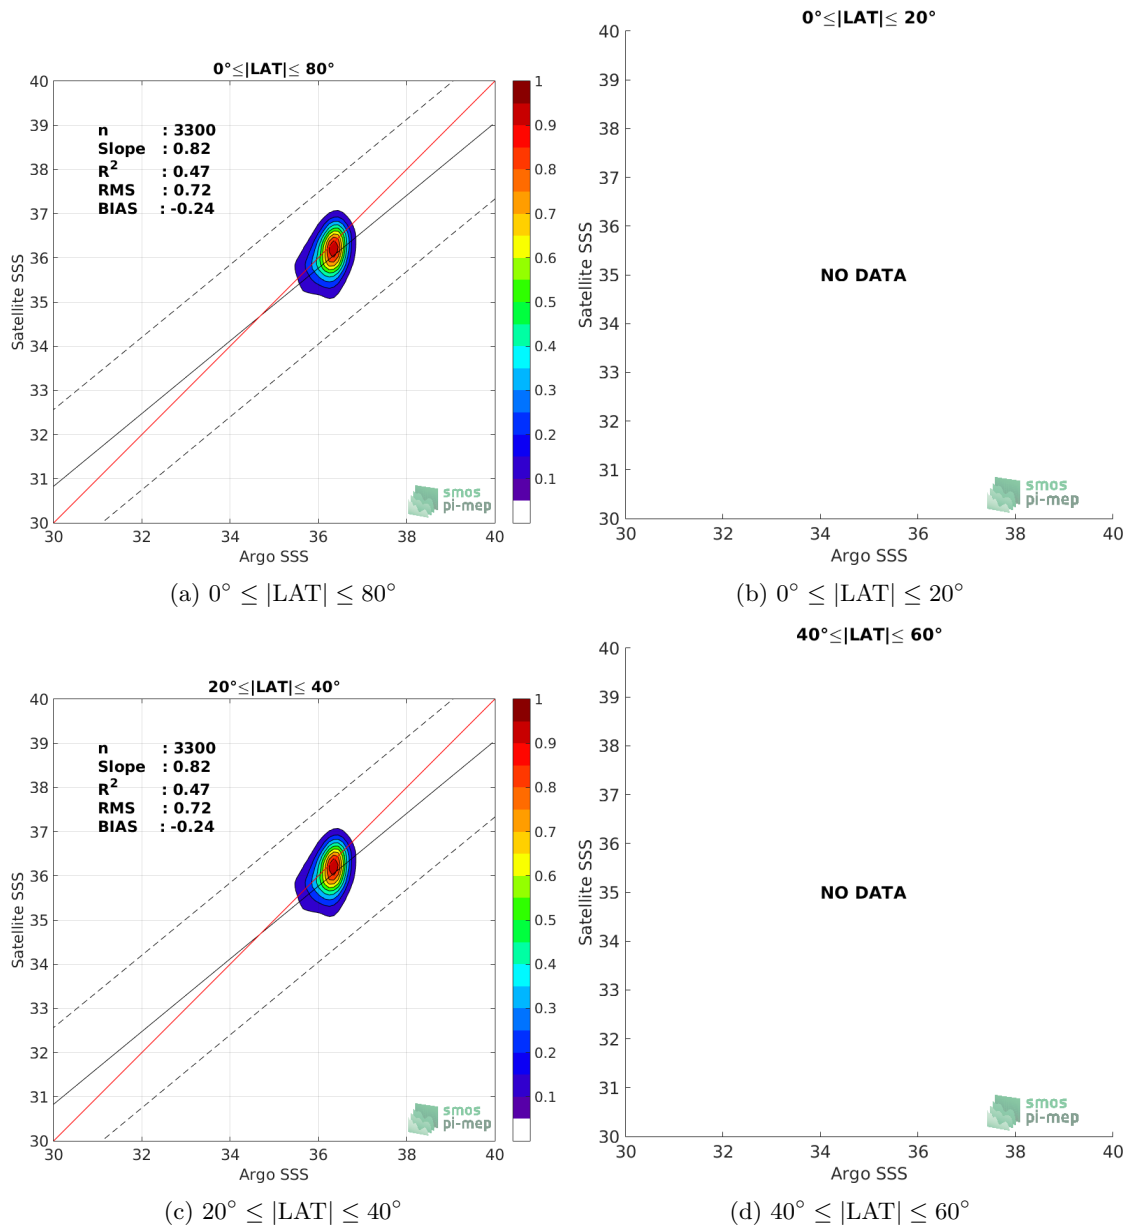 0°≤|LAT|≤ 80°
40
39
38
37
36
35
34
33
32
31
30
Satellite SSS
n : 3300
Slope : 0.82
R2 : 0.47
RMS : 0.72
BIAS : -0.24
1
0.9
0.8
0.7
0.6
0.5
0.4
0.3
0.2
0.1
smos
pi-mep
30 32 34 36 38 40
Argo SSS
(a) 0° ≤ |LAT| ≤ 80°
0°≤|LAT|≤ 20°
40
39
38
37
36
35
34
33
32
31
30
Satellite SSS
NO DATA
smos
pi-mep
30 32 34 36 38 40
Argo SSS
(b) 0° ≤ |LAT| ≤ 20°
20°≤|LAT|≤ 40°
40
39
38
37
36
35
34
33
32
31
30
Satellite SSS
n : 3300
Slope : 0.82
R2 : 0.47
RMS : 0.72
BIAS : -0.24
1
0.9
0.8
0.7
0.6
0.5
0.4
0.3
0.2
0.1
smos
pi-mep
30 32 34 36 38 40
Argo SSS
(c) 20° ≤ |LAT| ≤ 40°
40°≤|LAT|≤ 60°
40
39
38
37
36
35
34
33
32
31
30
Satellite SSS
NO DATA
smos
pi-mep
30 32 34 36 38 40
Argo SSS
(d) 40° ≤ |LAT| ≤ 60°